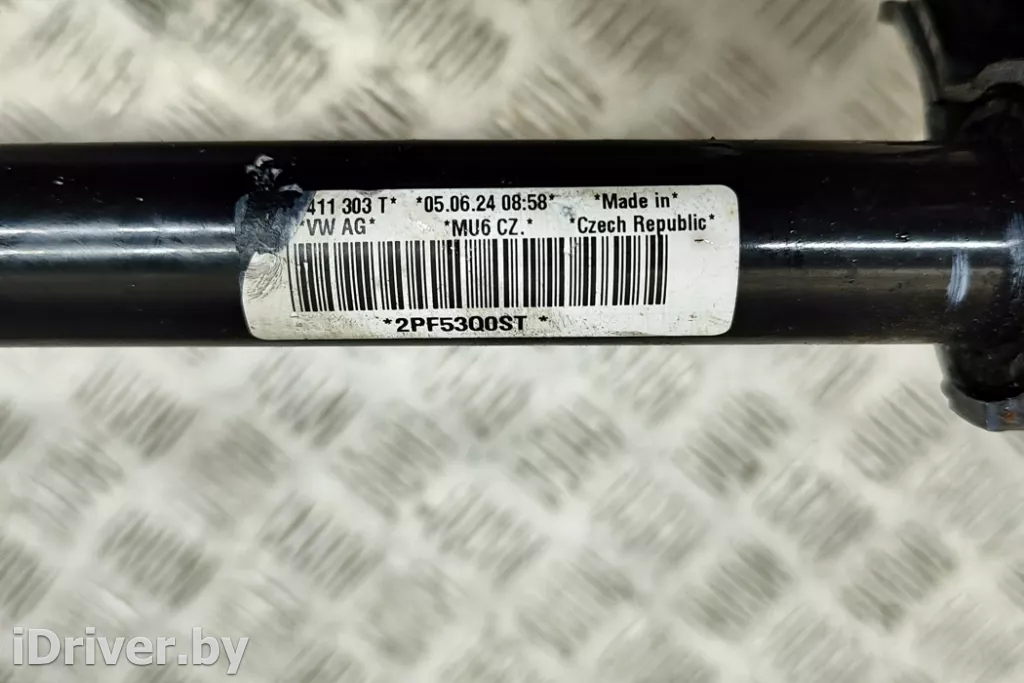 411 303 T* *05.06.24 08:58* *Made in*
*VW AG* *MU6 CZ.* *Czech Republic*
*2PF53Q0ST *
iDriver.by